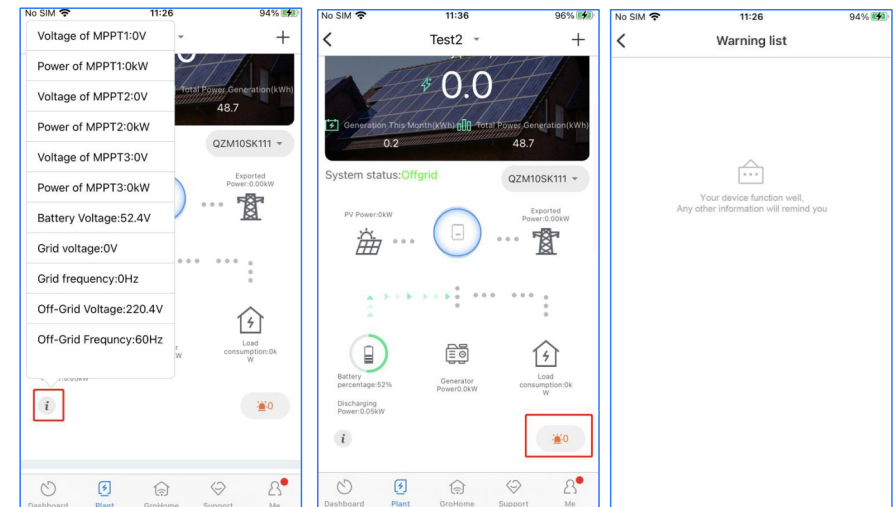 No SIM
11:26
94%
Voltage of MPPT1:0V
Power of MPPT1:0kW
Voltage of MPPT2:0V
Power of MPPT2:0kW
Voltage of MPPT3:0V
Power of MPPT3:0kW
Battery Voltage:52.4V
Grid voltage:0V
Grid frequency:0Hz
Off-Grid Voltage:220.4V
Off-Grid Frequncy:60Hz
+
Total Power Generation(kWh)
48.7
QZM10SK111
Exported
Power:0.00kW
Load
consumption:0k
W
i
0
Dashboard
Plant
GroHome
Support
Me
No SIM
11:36
96%
Test2
+
0.0
Generation This Month(kWh)
Total Power Generation(kWh)
0.2
48.7
System status:Offgrid
QZM10SK111
PV Power:0kW
Exported
Power:0.00kW
Battery
percentage:52%
Discharging
Power:0.05kW
Generator
Power0.0kW
Load
consumption:0k
W
i
0
Dashboard
Plant
GroHome
Support
Me
No SIM
11:26
94%
Warning list
Your device function well,
Any other information will remind you